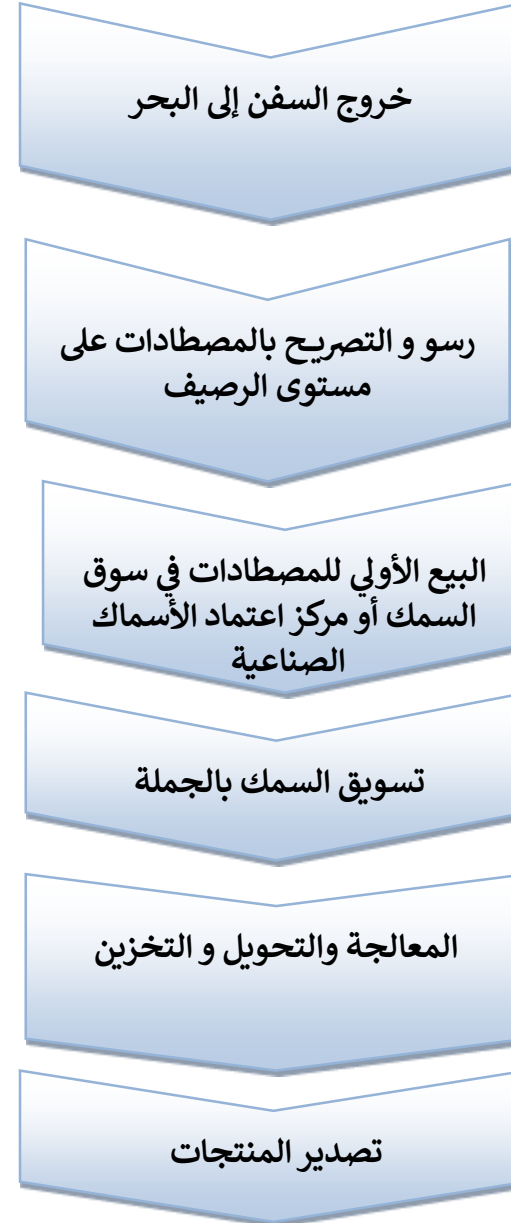 خروج السفن إلى البحر
رسو و التصريح بالمصطادات على
مستوى الرصيف
البيع الأولي للمصطادات في سوق
السمك أو مركز اعتماد الأسماك
الصناعية
تسويق السمك بالجملة
المعالجة والتحويل و التخزين
تصدير المنتجات